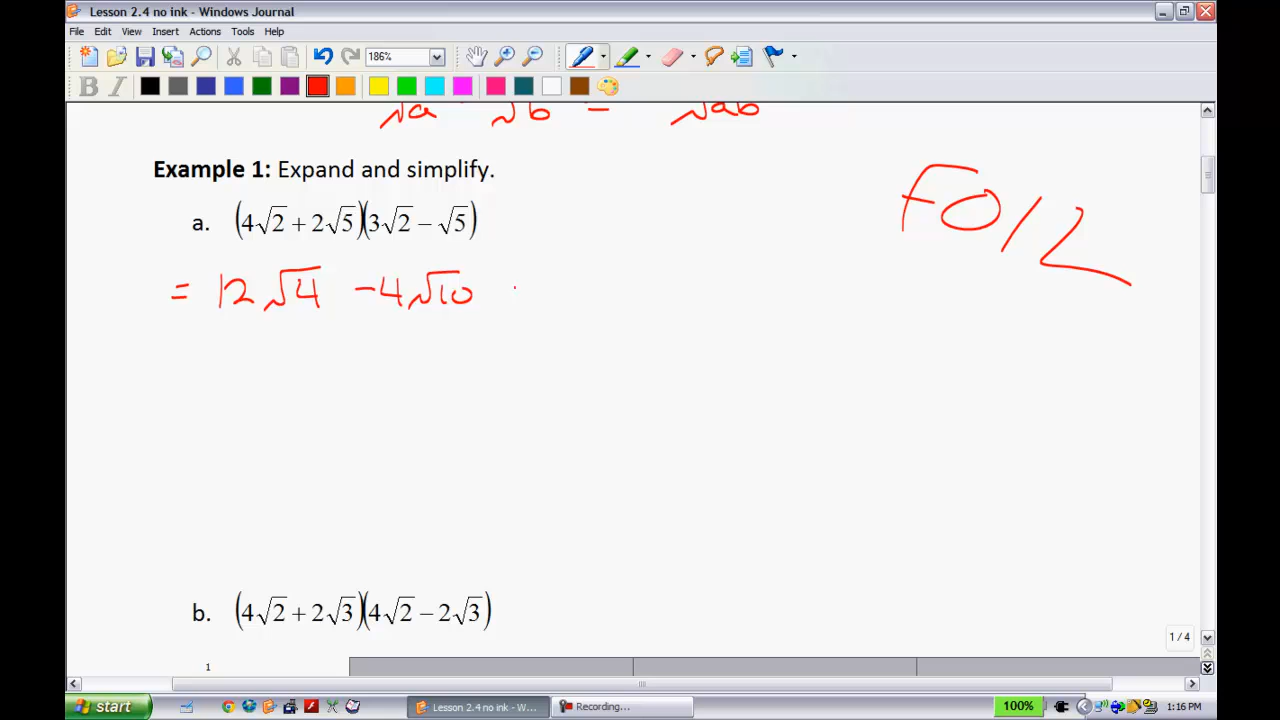 Lesson 2.4 no ink - Windows Journal
File Edit View Insert Actions Tools Help
186%
B I
√a √b = √ab
Example 1: Expand and simplify.
FOIL
a. (4√2 + 2√5)(3√2 − √5)
= 12√4 -4√10
b. (4√2 + 2√3)(4√2 − 2√3)
1/4
1
start
Lesson 2.4 no ink - W...
Recording...
100%
1:16 PM